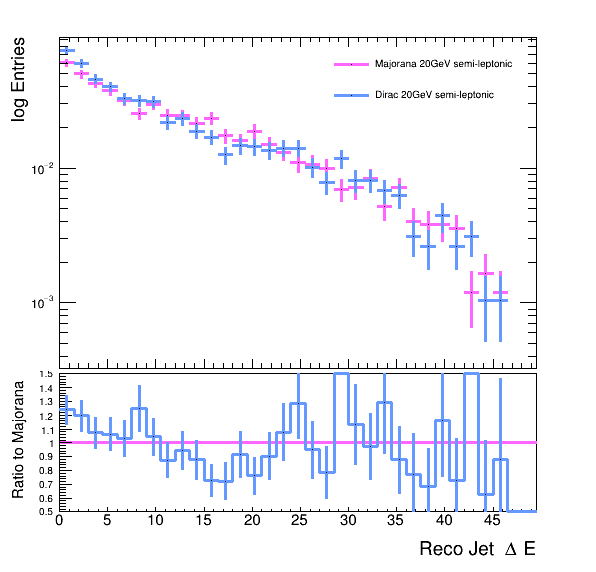 log Entries
Majorana 20GeV semi-leptonic
Dirac 20GeV semi-leptonic
10⁻²
10⁻³
Ratio to Majorana
1.5
1.4
1.3
1.2
1.1
1
0.9
0.8
0.7
0.6
0.5
0 5 10 15 20 25 30 35 40 45
Reco Jet Δ E